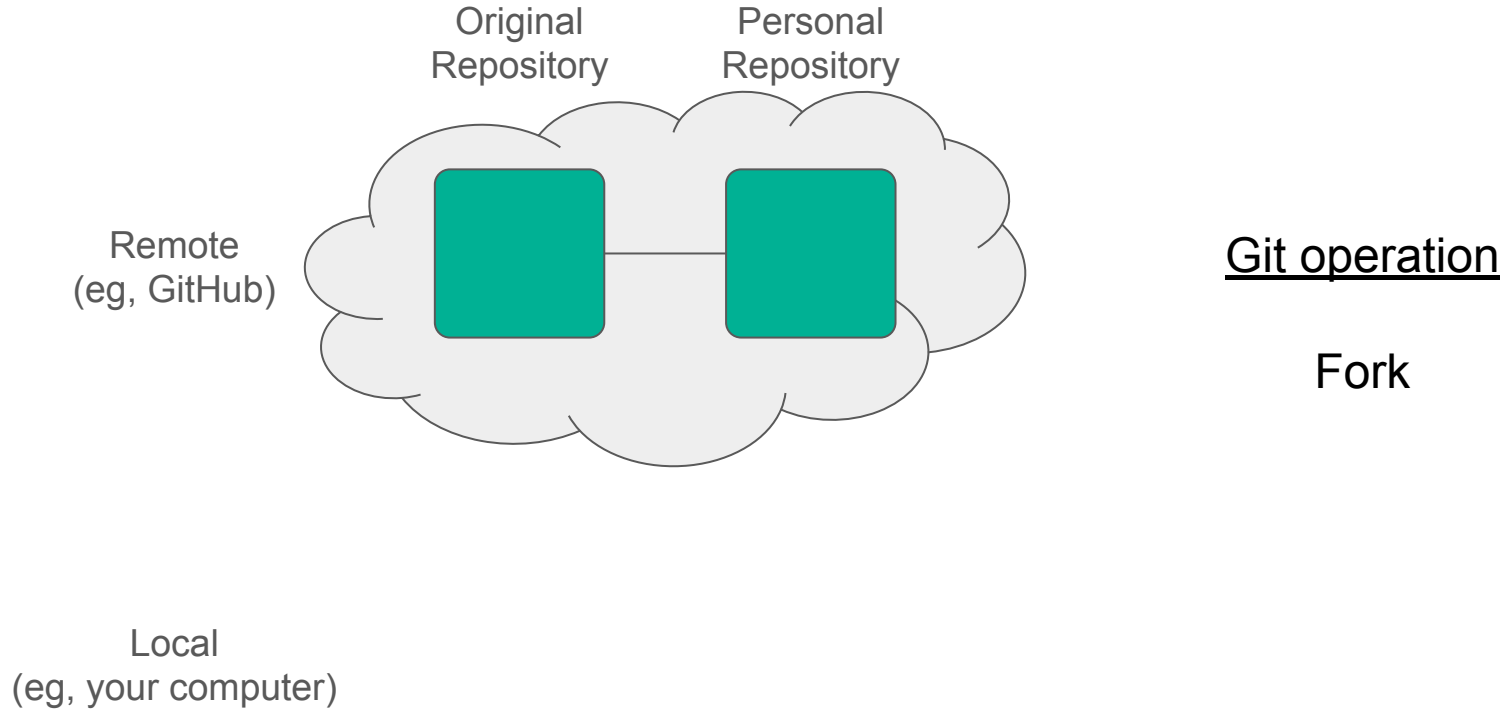 Original
Repository
Personal
Repository
Remote
(eg, GitHub)
Git operation
Fork
Local
(eg, your computer)